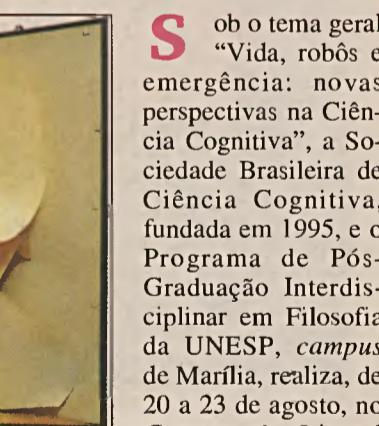 Sob o tema geral
“Vida, robôs e
emergência: novas
perspectivas na Ciên-
cia Cognitiva”, a So-
ciedade Brasileira de
Ciência Cognitiva,
fundada em 1995, e o
Programa de Pós-
Graduação Interdis-
ciplinar em Filosofia
da UNESP, campus
de Marília, realiza, de
20 a 23 de agosto, no